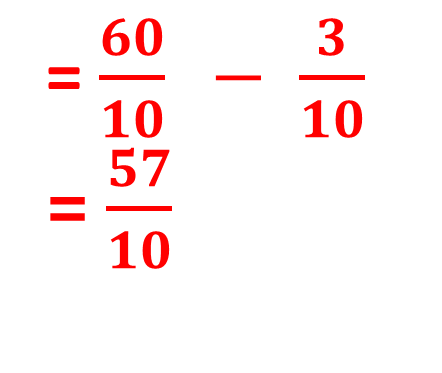 = 60/10 − 3/10
= 57/10